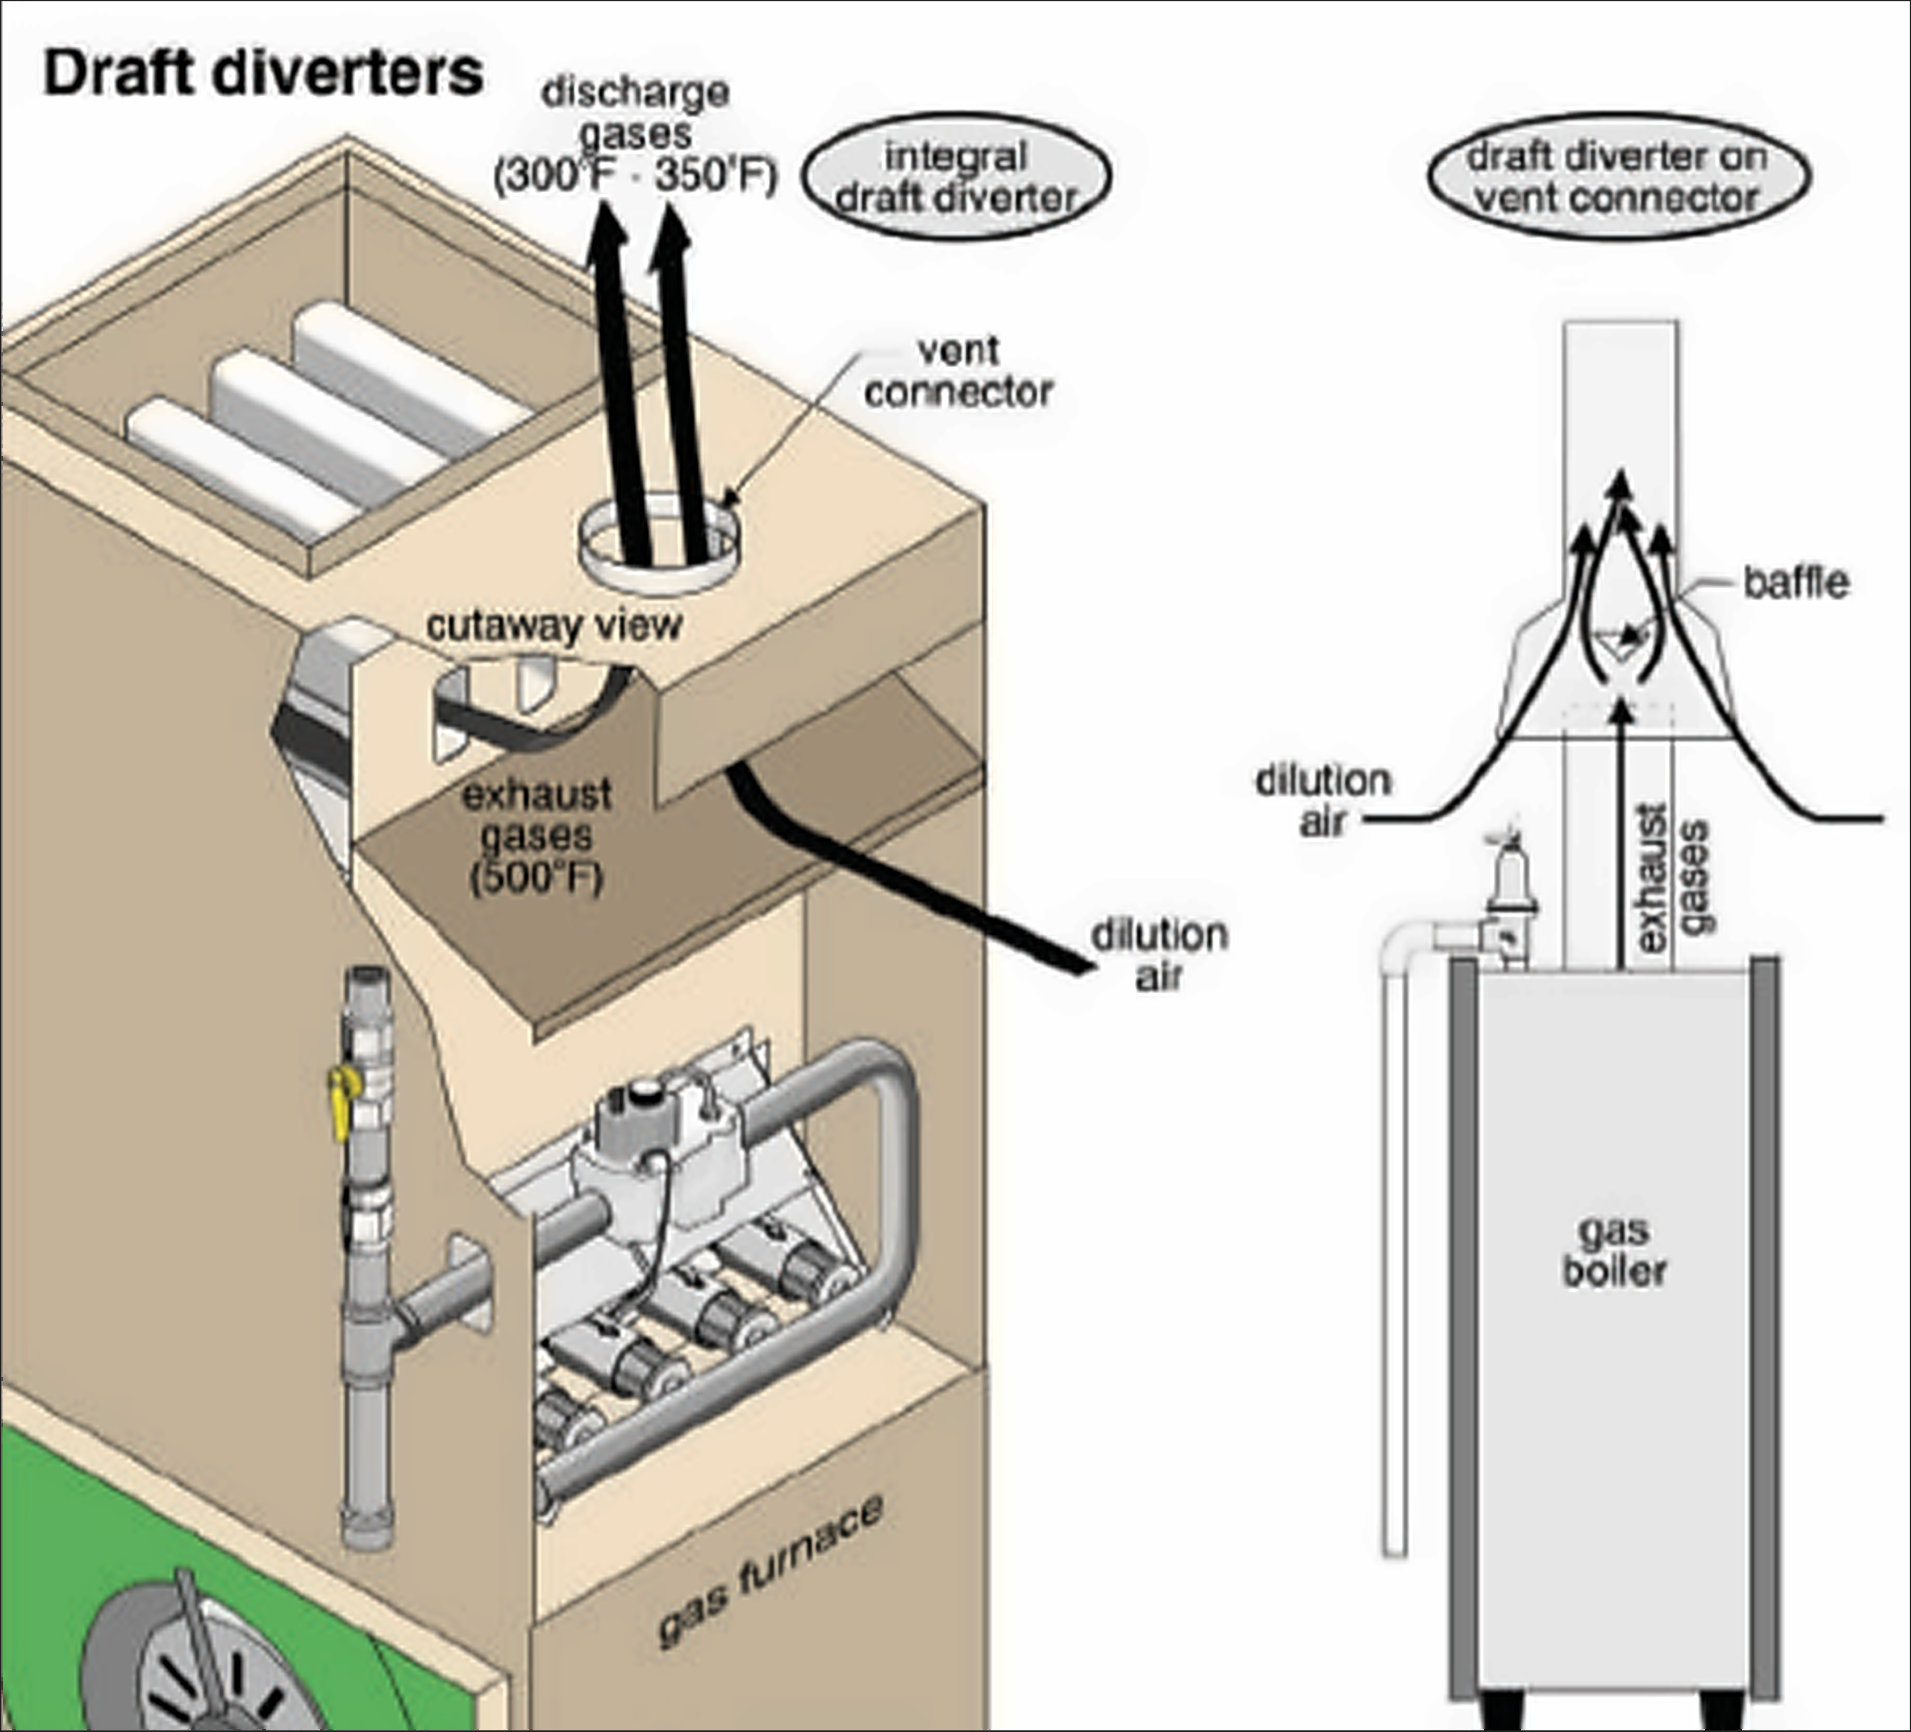 Draft diverters
discharge
gases
(300°F - 350°F)
integral
draft diverter
draft diverter on
vent connector
vent
connector
cutaway view
baffle
exhaust
gases
(500°F)
dilution
air
dilution
air
exhaust
gases
gas
boiler
gas furnace